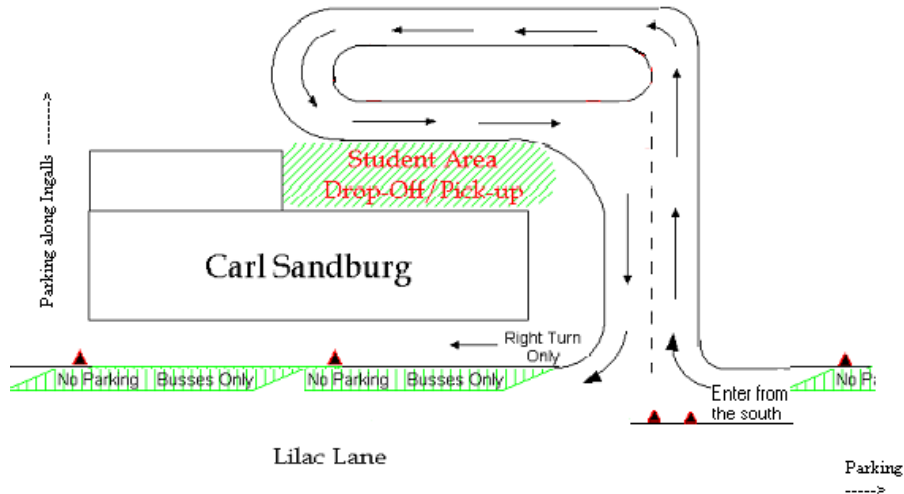 Student Area
Drop-Off/Pick-up
Parking along Ingalls ------>
Carl Sandburg
Right Turn
Only
No Parking Busses Only
No Parking Busses Only
Enter from
the south
No P
Lilac Lane
Parking
----->